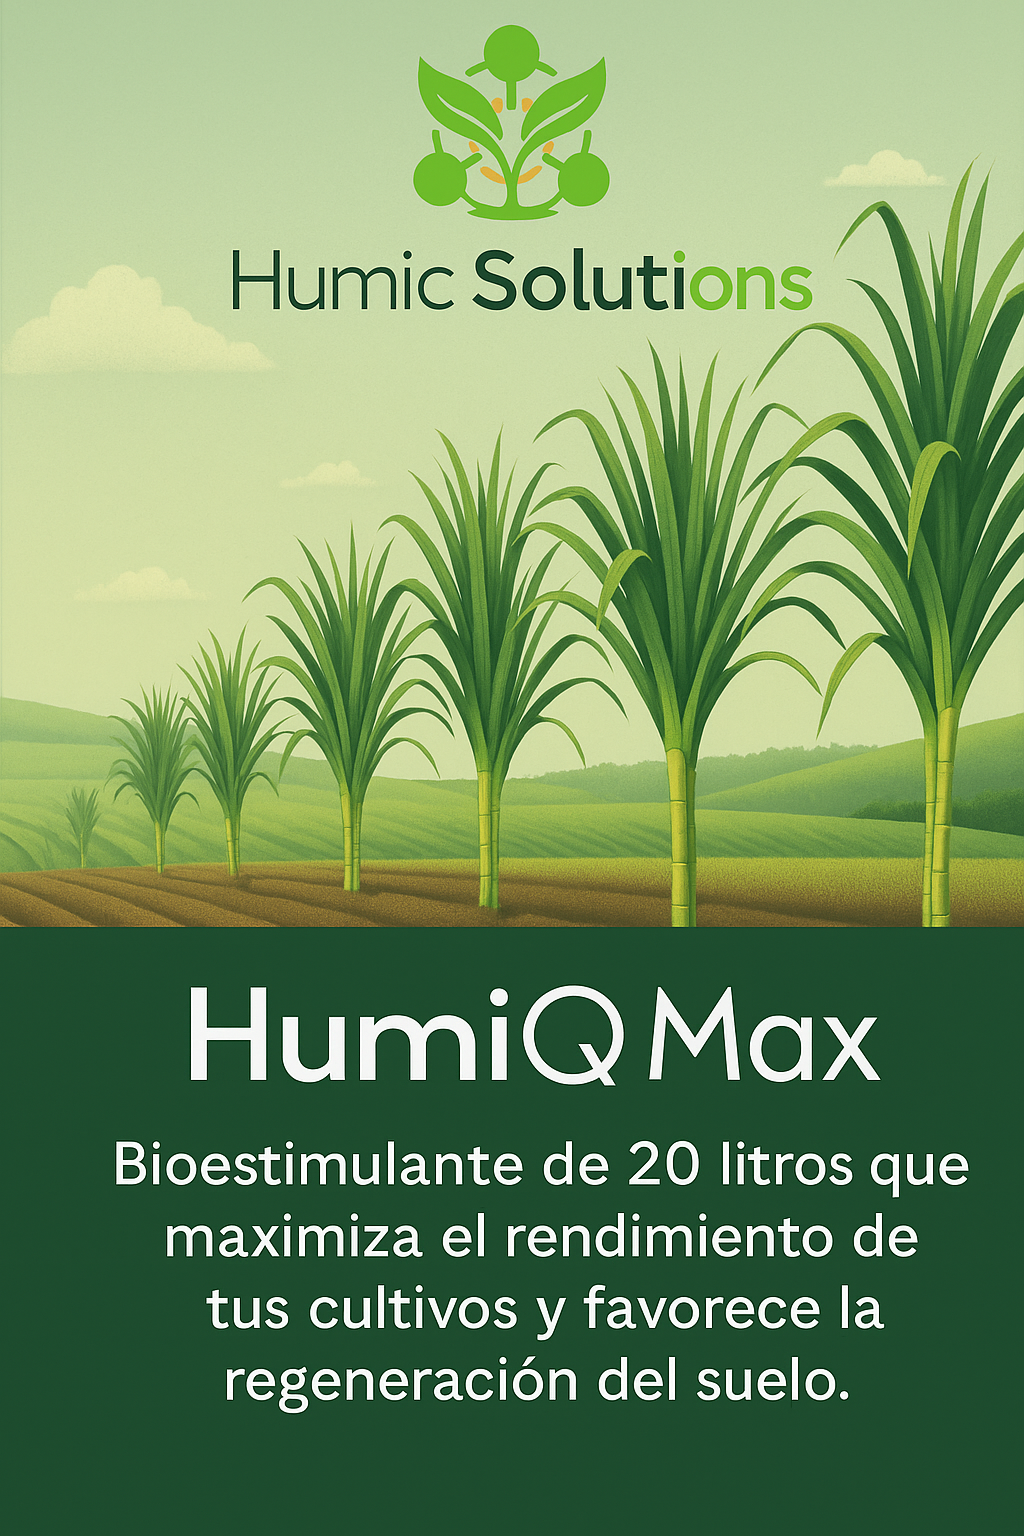 Humic Solutions
HumiQ Max
Bioestimulante de 20 litros que
maximiza el rendimiento de
tus cultivos y favorece la
regeneración del suelo.